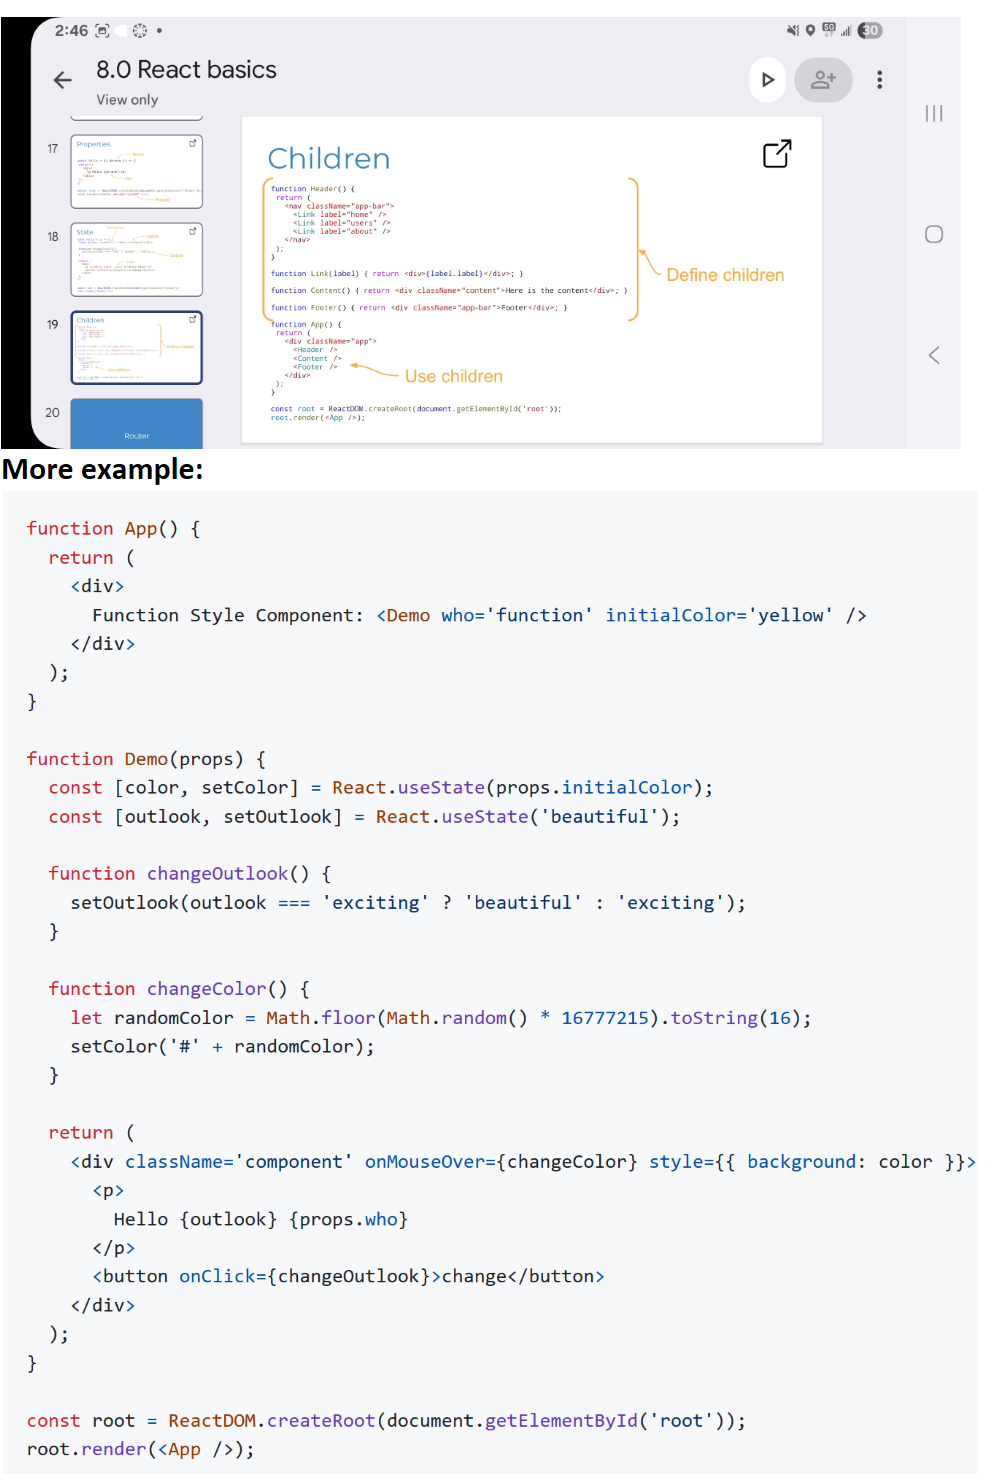 2:46
5G
30
8.0 React basics
View only
17
Properties
18
State
19
Children
20
Router
Children
function Header() {
return (
<nav className="app-bar">
<Link label="home" />
<Link label="users" />
<Link label="about" />
</nav>
);
}
function Link(label) { return <div>{label.label}</div>; }
function Content() { return <div className="content">Here is the content</div>; }
function Footer() { return <div className="app-bar">Footer</div>; }
Define children
function App() {
return (
<div className="app">
<Header />
<Content />
<Footer />
</div>
);
}
Use children
const root = ReactDOM.createRoot(document.getElementById('root'));
root.render(<App />);
More example:
function App() {
return (
<div>
Function Style Component: <Demo who='function' initialColor='yellow' />
</div>
);
}
function Demo(props) {
const [color, setColor] = React.useState(props.initialColor);
const [outlook, setOutlook] = React.useState('beautiful');
function changeOutlook() {
setOutlook(outlook === 'exciting' ? 'beautiful' : 'exciting');
}
function changeColor() {
let randomColor = Math.floor(Math.random() * 16777215).toString(16);
setColor('#' + randomColor);
}
return (
<div className='component' onMouseOver={changeColor} style={{ background: color }}>
<p>
Hello {outlook} {props.who}
</p>
<button onClick={changeOutlook}>change</button>
</div>
);
}
const root = ReactDOM.createRoot(document.getElementById('root'));
root.render(<App />);